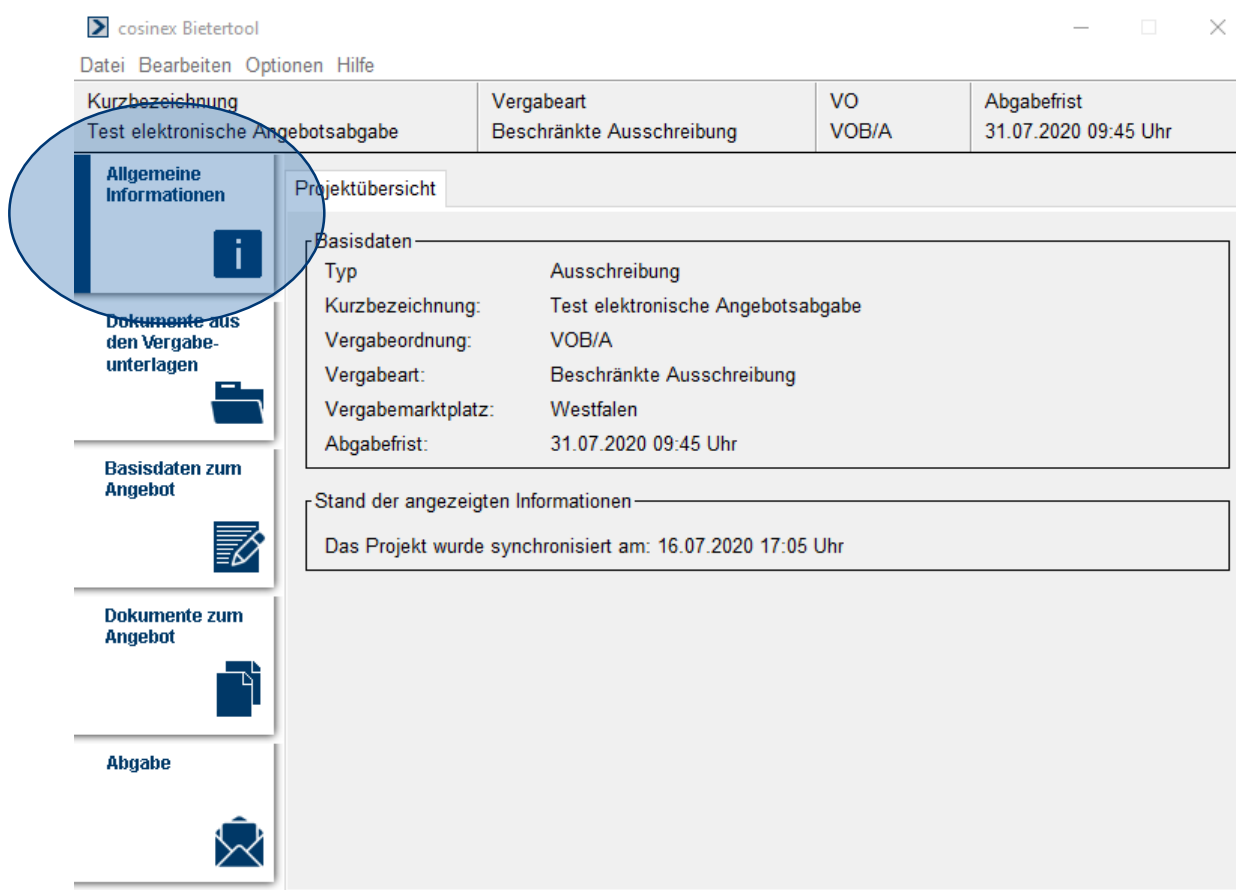 cosinex Bietertool
Datei Bearbeiten Optionen Hilfe
Kurzbezeichnung Vergabeart VO Abgabefrist
Test elektronische Angebotsabgabe Beschränkte Ausschreibung VOB/A 31.07.2020 09:45 Uhr
Allgemeine
Informationen
Dokumente aus
den Vergabe-
unterlagen
Basisdaten zum
Angebot
Dokumente zum
Angebot
Abgabe
Projektübersicht
Basisdaten
Typ Ausschreibung
Kurzbezeichnung: Test elektronische Angebotsabgabe
Vergabeordnung: VOB/A
Vergabeart: Beschränkte Ausschreibung
Vergabemarktplatz: Westfalen
Abgabefrist: 31.07.2020 09:45 Uhr
Stand der angezeigten Informationen
Das Projekt wurde synchronisiert am: 16.07.2020 17:05 Uhr